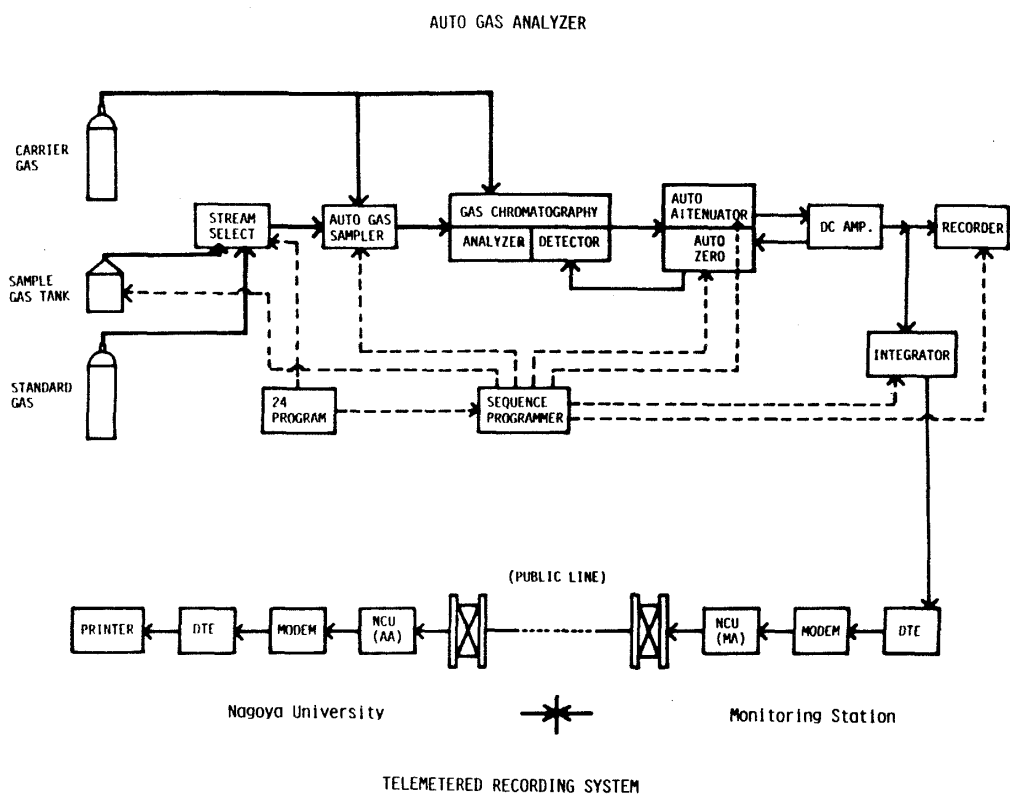 AUTO GAS ANALYZER
CARRIER
GAS
STREAM
SELECT
AUTO GAS
SAMPLER
GAS CHROMATOGRAPHY
ANALYZER
DETECTOR
AUTO
AITENUATOR
AUTO
ZERO
DC AMP.
RECORDER
SAMPLE
GAS TANK
INTEGRATOR
STANDARD
GAS
24
PROGRAM
SEQUENCE
PROGRAMMER
(PUBLIC LINE)
PRINTER
DTE
MODEM
NCU
(AA)
NCU
(MA)
MODEM
DTE
Nagoya University
Monitoring Station
TELEMETERED RECORDING SYSTEM